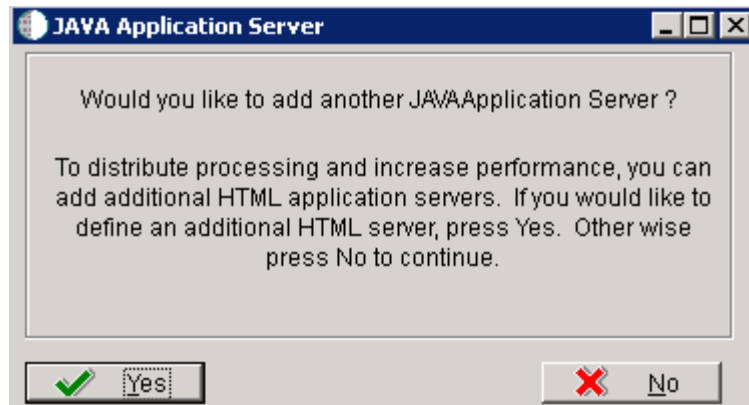 JAVA Application Server
Would you like to add another JAVAApplication Server ?
To distribute processing and increase performance, you can
add additional HTML application servers.  If you would like to
define an additional HTML server, press Yes.  Other wise
press No to continue.
Yes
No